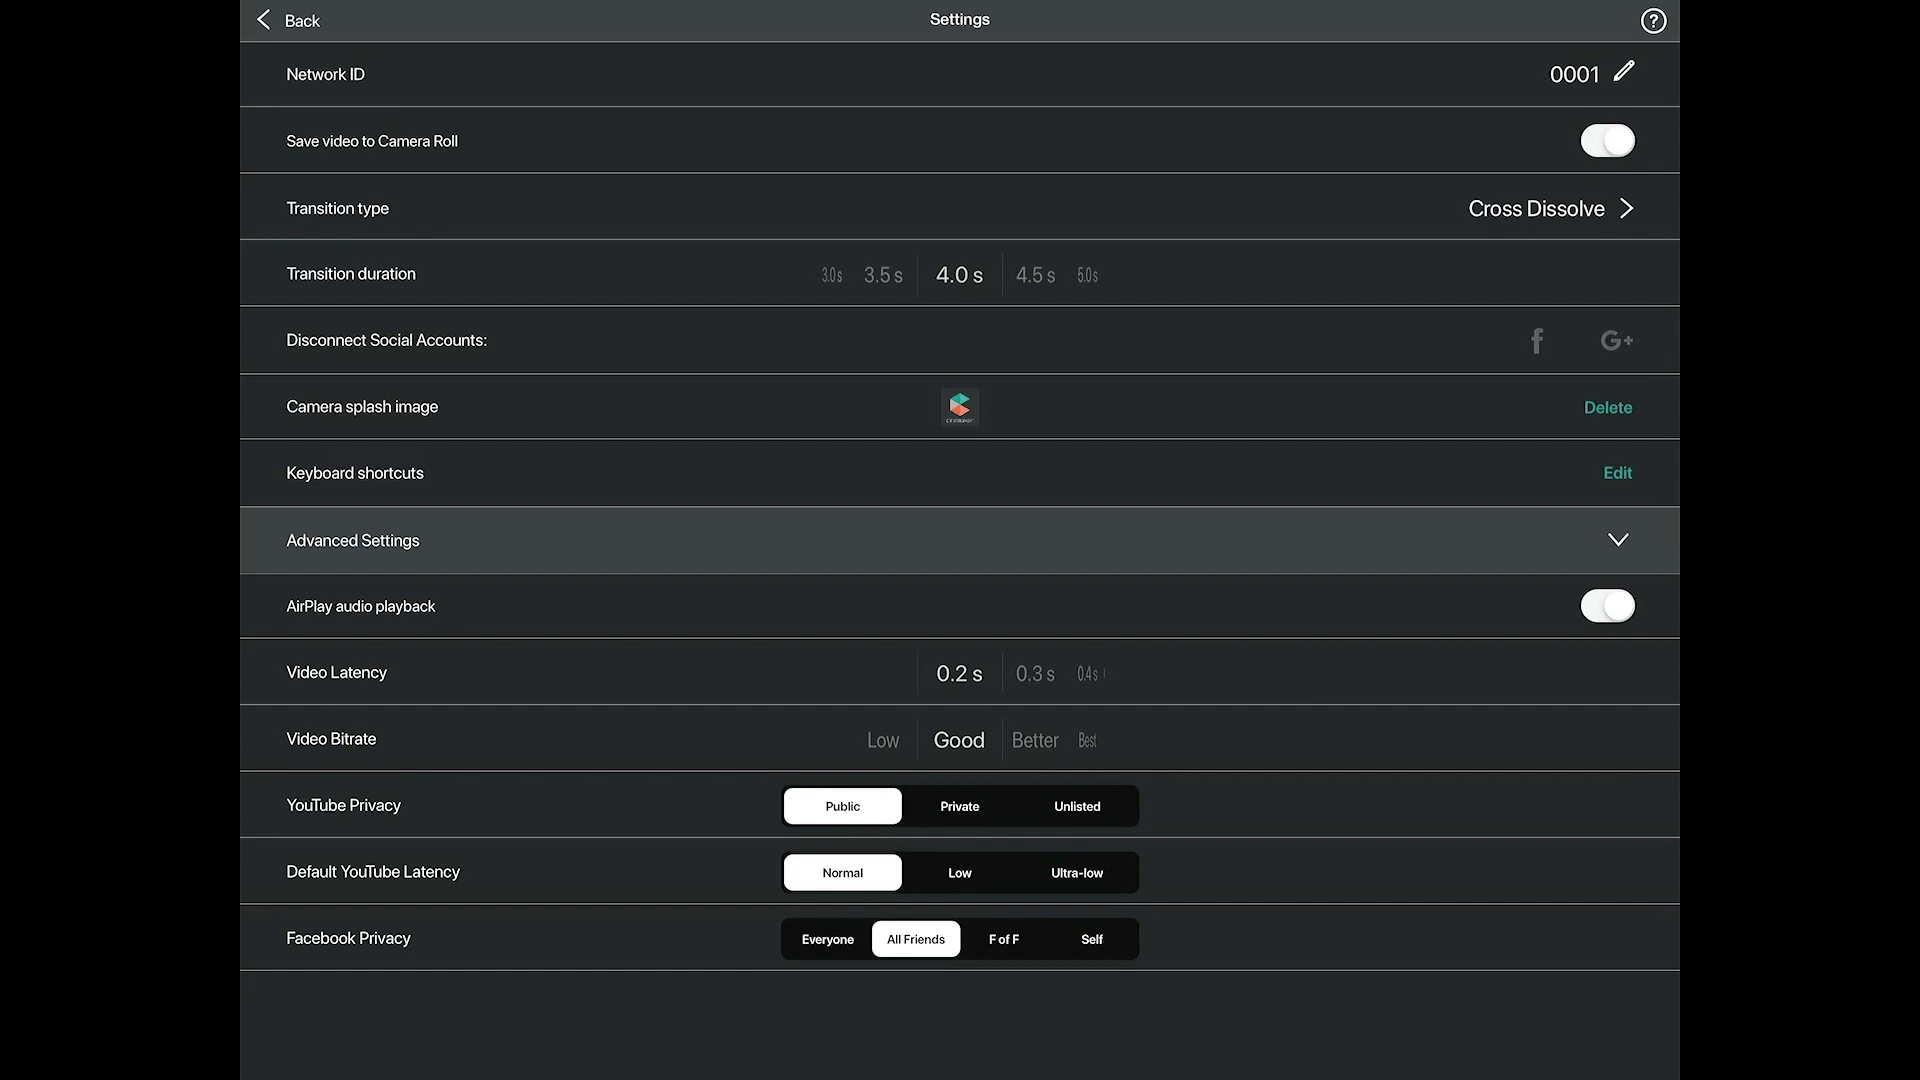 Back
Settings
?
Network ID
0001
Save video to Camera Roll
Transition type
Cross Dissolve
Transition duration
3.0 s 3.5 s 4.0 s 4.5 s 5.0 s
Disconnect Social Accounts:
f G+
Camera splash image
Delete
Keyboard shortcuts
Edit
Advanced Settings
AirPlay audio playback
Video Latency
0.2 s 0.3 s 0.4 s
Video Bitrate
Low Good Better Best
YouTube Privacy
Public Private Unlisted
Default YouTube Latency
Normal Low Ultra-low
Facebook Privacy
Everyone All Friends F of F Self